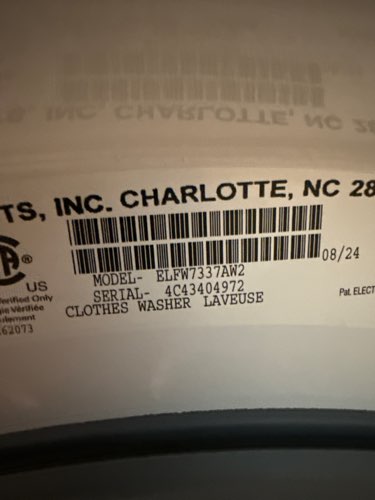 TS, INC. CHARLOTTE, NC 28
®
US
08/24
MODEL- ELFW7337AW2
SERIAL- 4C43404972
CLOTHES WASHER LAVEUSE
Verified Only
Vérifiée
62073
Pat. ELECT